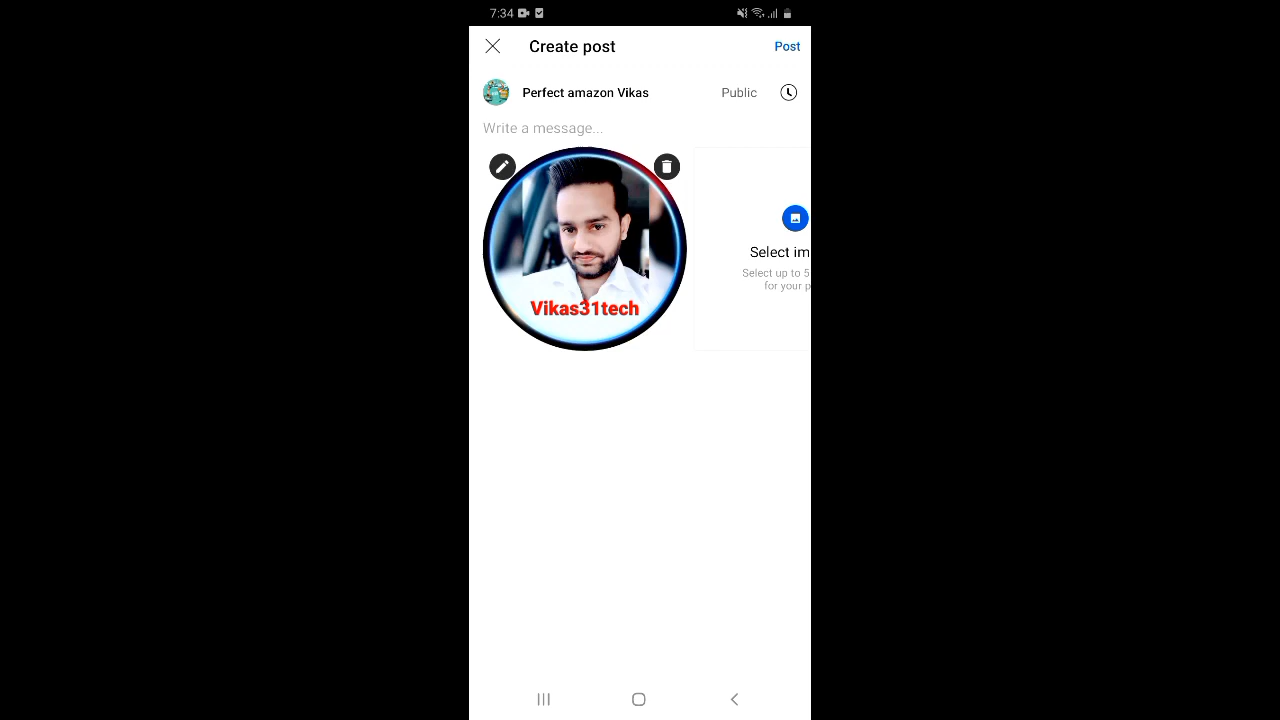 7:34
Create post
Post
Perfect amazon Vikas
Public
Write a message...
Vikas31tech
Select im
Select up to 5
for your p